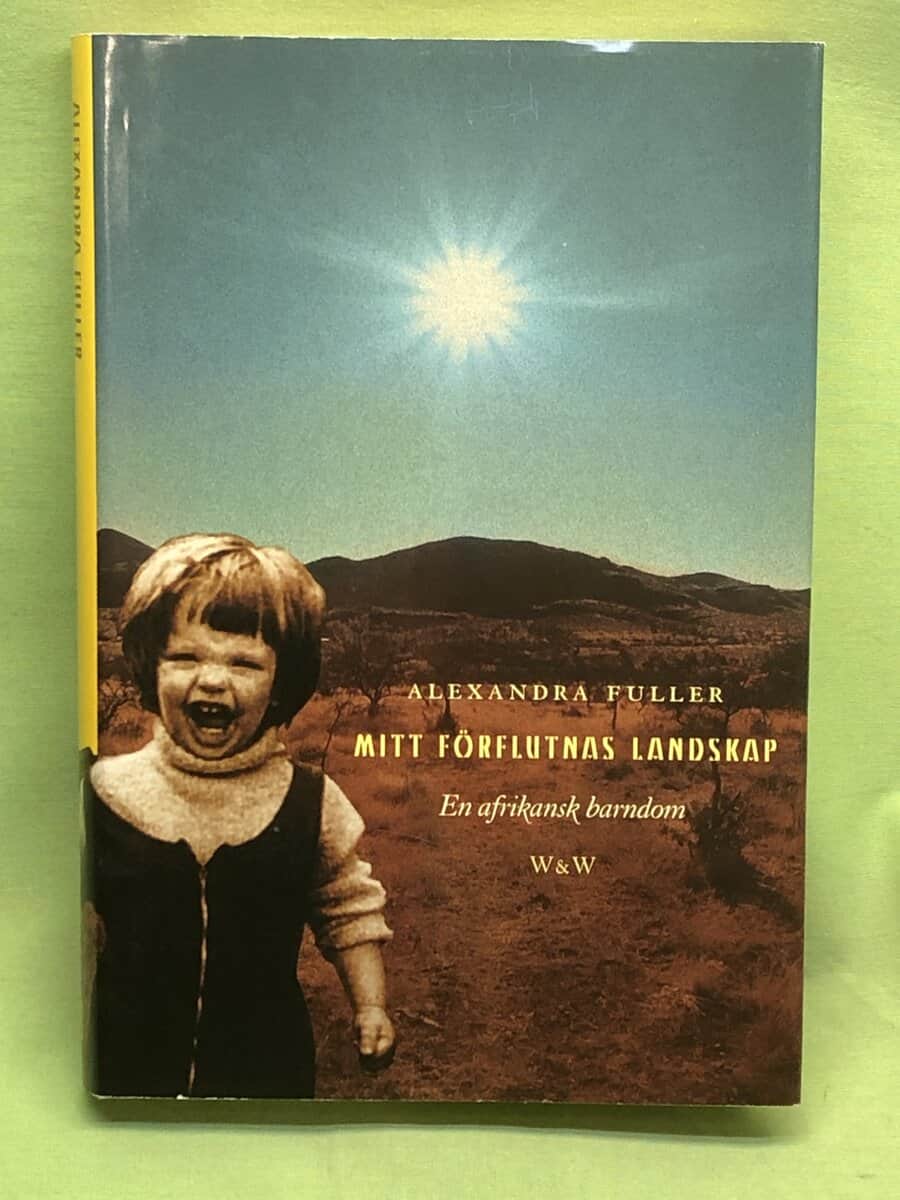 ALEXANDRA FULLER
ALEXANDRA FULLER
MITT FÖRFLUTNAS LANDSKAP
En afrikansk barndom
W&W